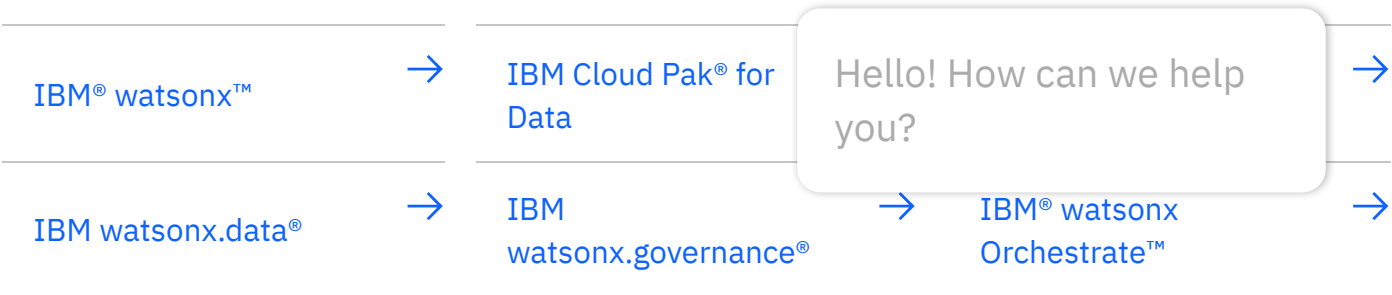 IBM® watsonx™
IBM Cloud Pak® for
Data
Hello! How can we help
you?
IBM watsonx.data®
IBM
watsonx.governance®
IBM® watsonx
Orchestrate™